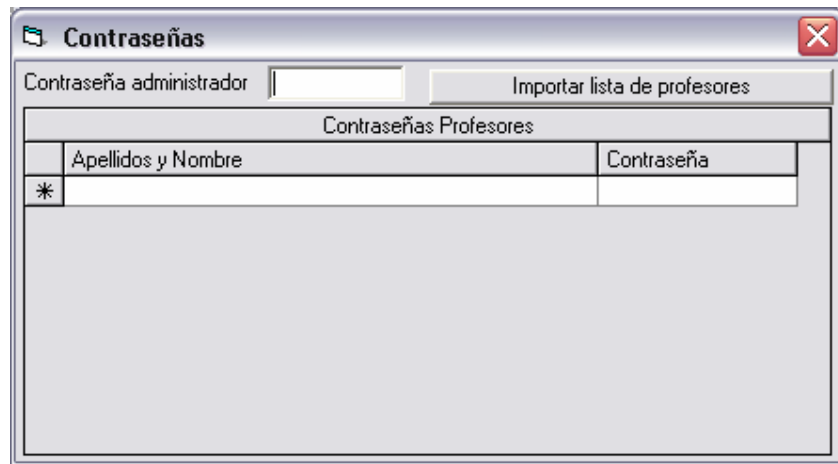 Contraseñas
Contraseña administrador Importar lista de profesores
Contraseñas Profesores
Apellidos y Nombre Contraseña